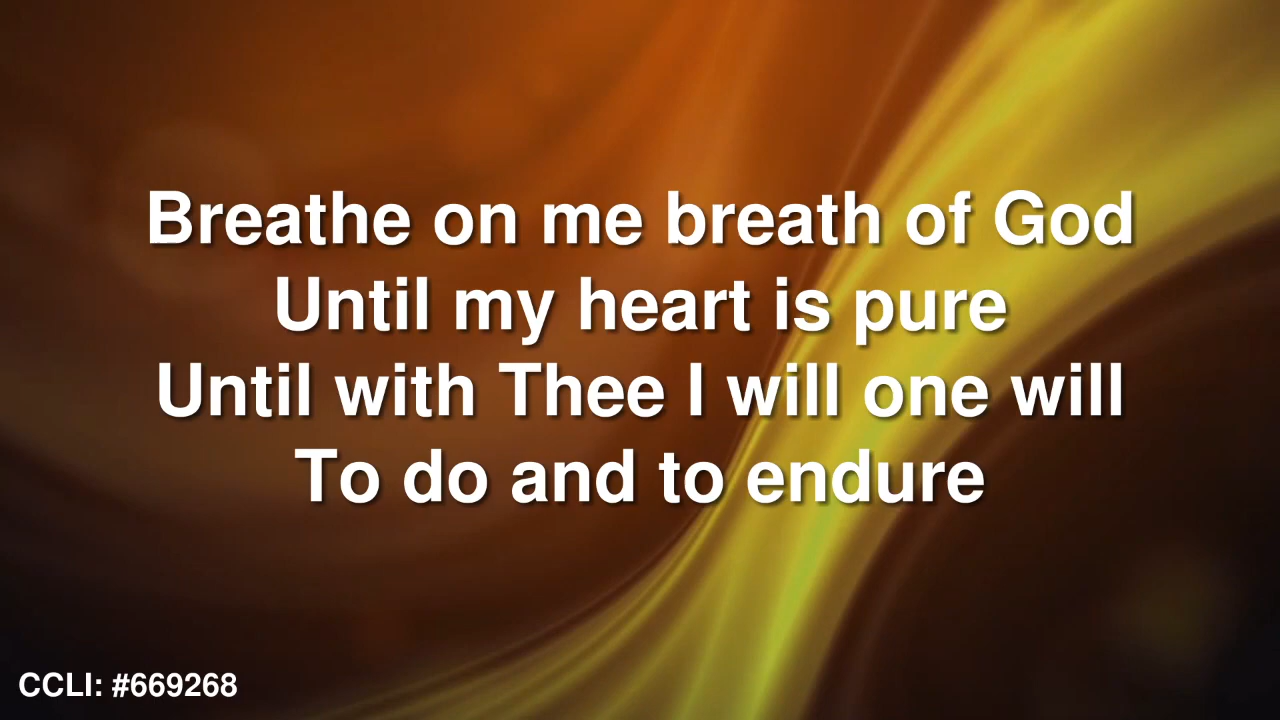 Breathe on me breath of God
Until my heart is pure
Until with Thee I will one will
To do and to endure
CCLI: #669268